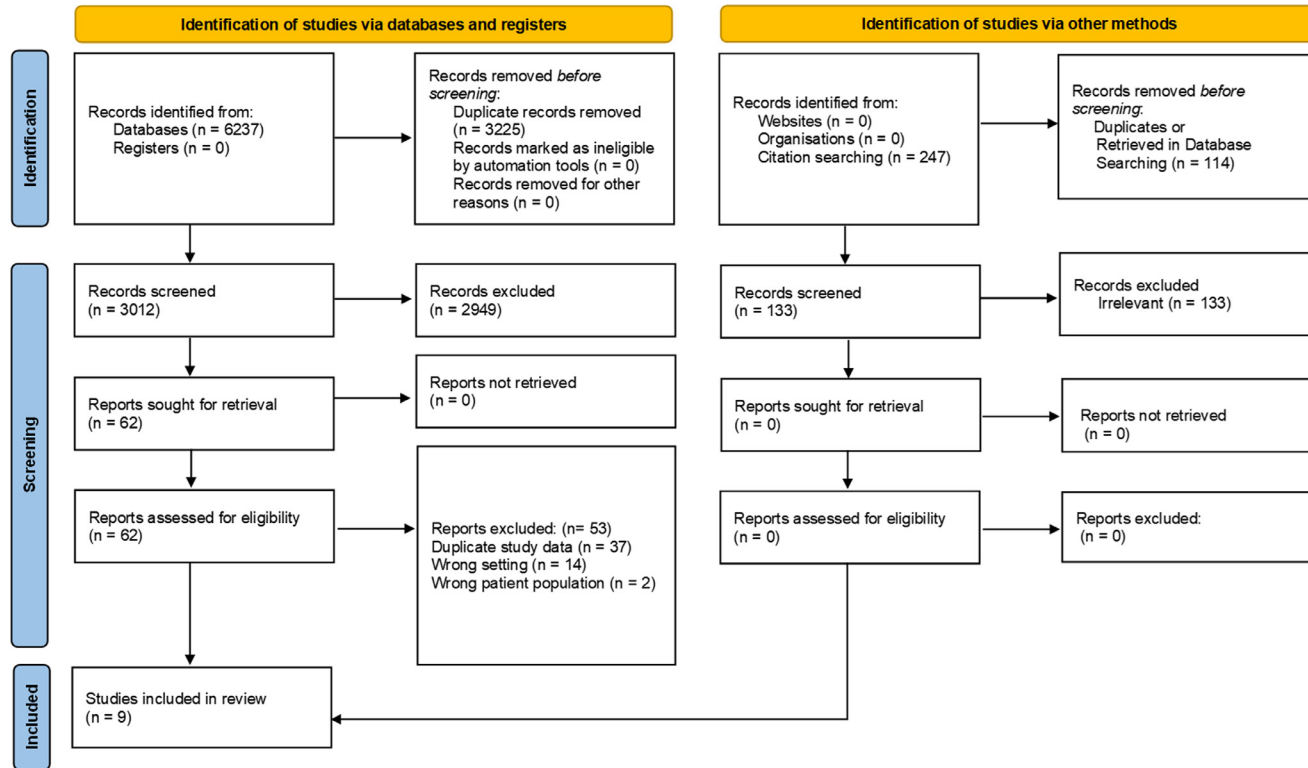 Identification of studies via databases and registers
Identification of studies via other methods
Identification
Records identified from:
Databases (n = 6237)
Registers (n = 0)
Records removed before
screening:
Duplicate records removed
(n = 3225)
Records marked as ineligible
by automation tools (n = 0)
Records removed for other
reasons (n = 0)
Records identified from:
Websites (n = 0)
Organisations (n = 0)
Citation searching (n = 247)
Records removed before
screening:
Duplicates or
Retrieved in Database
Searching (n = 114)
Screening
Records screened
(n = 3012)
Records excluded
(n = 2949)
Records screened
(n = 133)
Records excluded
Irrelevant (n = 133)
Reports sought for retrieval
(n = 62)
Reports not retrieved
(n = 0)
Reports sought for retrieval
(n = 0)
Reports not retrieved
(n = 0)
Reports assessed for eligibility
(n = 62)
Reports excluded: (n= 53)
Duplicate study data (n = 37)
Wrong setting (n = 14)
Wrong patient population (n = 2)
Reports assessed for eligibility
(n = 0)
Reports excluded:
(n = 0)
Included
Studies included in review
(n = 9)